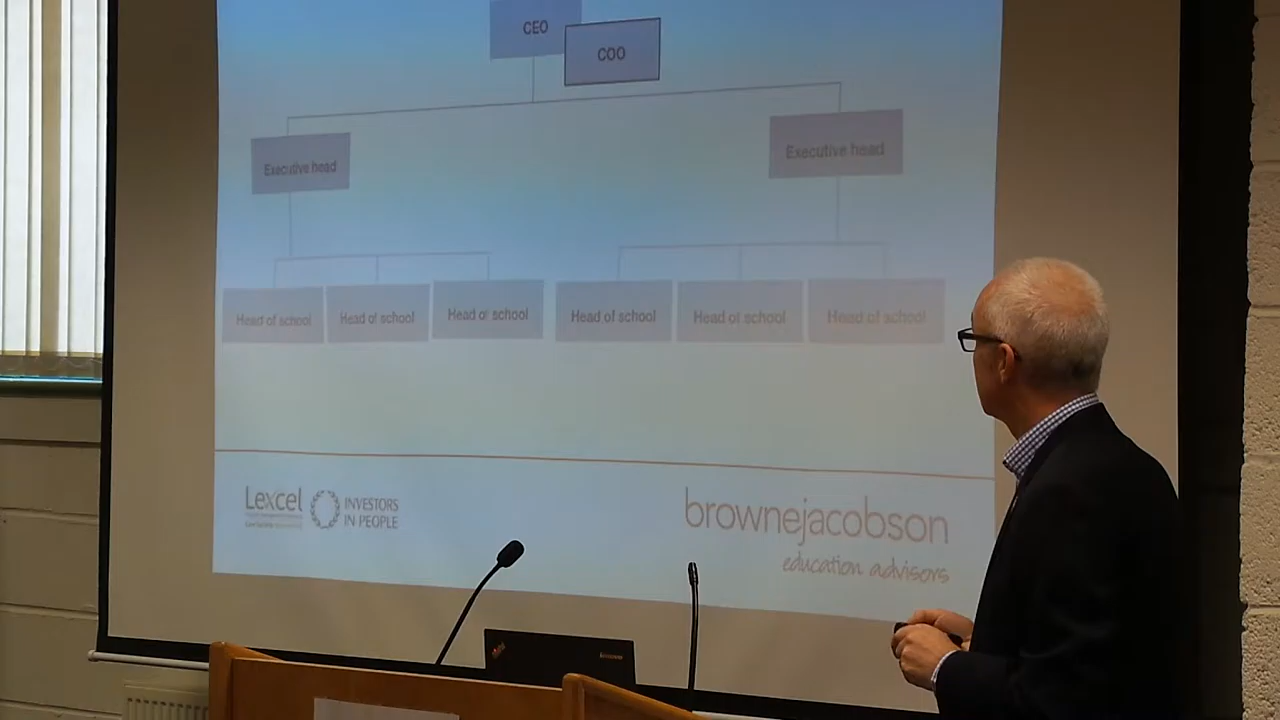 CEO
COO
Executive head
Executive head
Head of school
Head of school
Head of school
Head of school
Head of school
Head of school
Lexcel
INVESTORS
IN PEOPLE
brownejacobson
education advisors